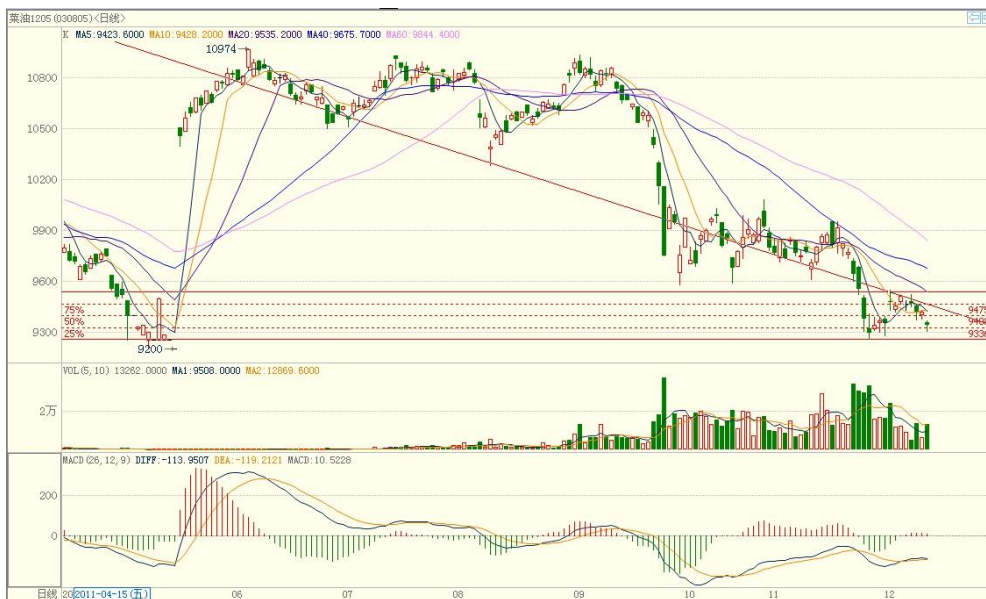 菜油1205(030805)<日线>
K MA5:9423.6000 MA10:9428.2000 MA20:9535.2000 MA40:9675.7000 MA60:9844.4000
10974
10800
10500
10200
9900
9600
75%
50%
25%
9300
9200
VOL(5,10) 13262.0000 MA1:9508.0000 MA2:12869.6000
2万
MACD(26,12,9) DIFF:-113.9507 DEA:-119.2121 MACD:10.5228
200
0
日线 20 2011-04-15(五) 06 07 08 09 10 11 12